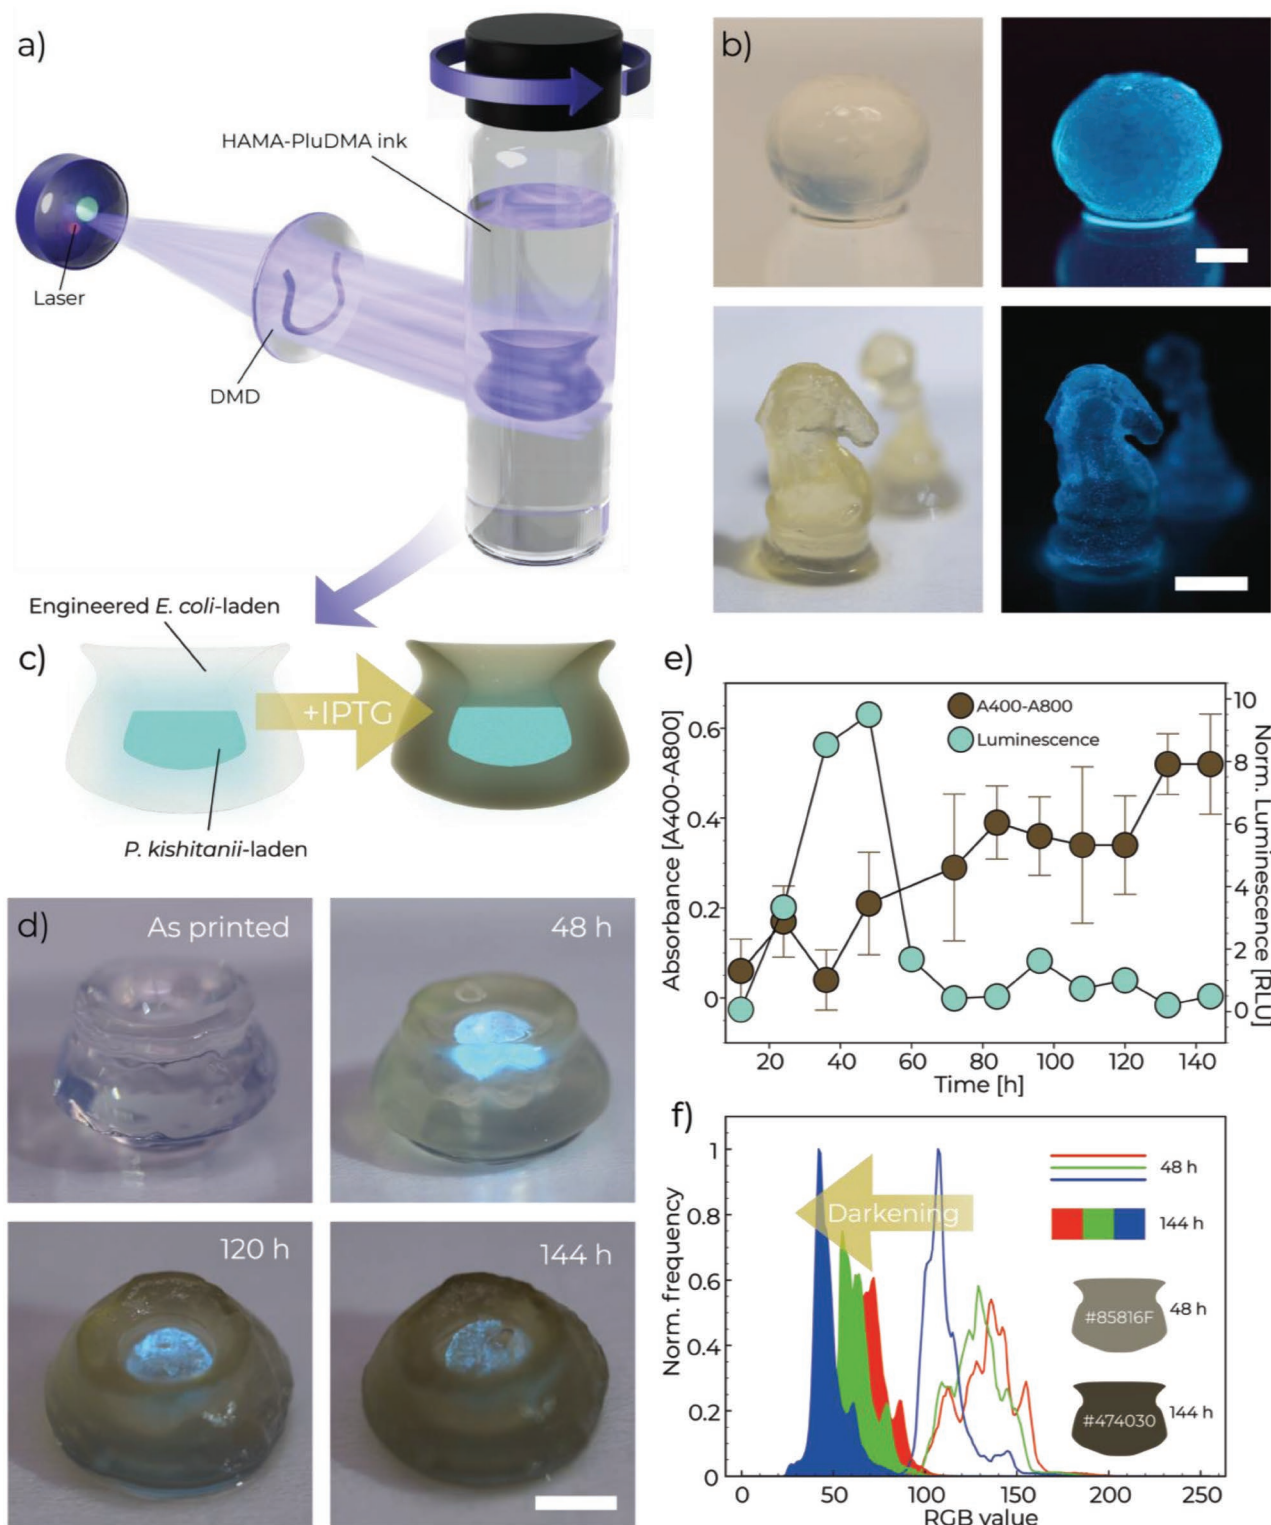 a)
HAMA-PluDMA ink
Laser
DMD
b)
Engineered E. coli-laden
c)
+IPTG
P. kishitanii-laden
d)
As printed
48 h
120 h
144 h
e)
A400-A800
Luminescence
Absorbance [A400-A800]
0.6
0.4
0.2
0
Norm. Luminescence [RLU]
10
8
6
4
2
0
20
40
60
80
100
120
140
Time [h]
f)
Norm. frequency
1
0.8
0.6
0.4
0.2
0
Darkening
48 h
144 h
#85816F
48 h
#474030
144 h
0
50
100
150
200
250
RGB value